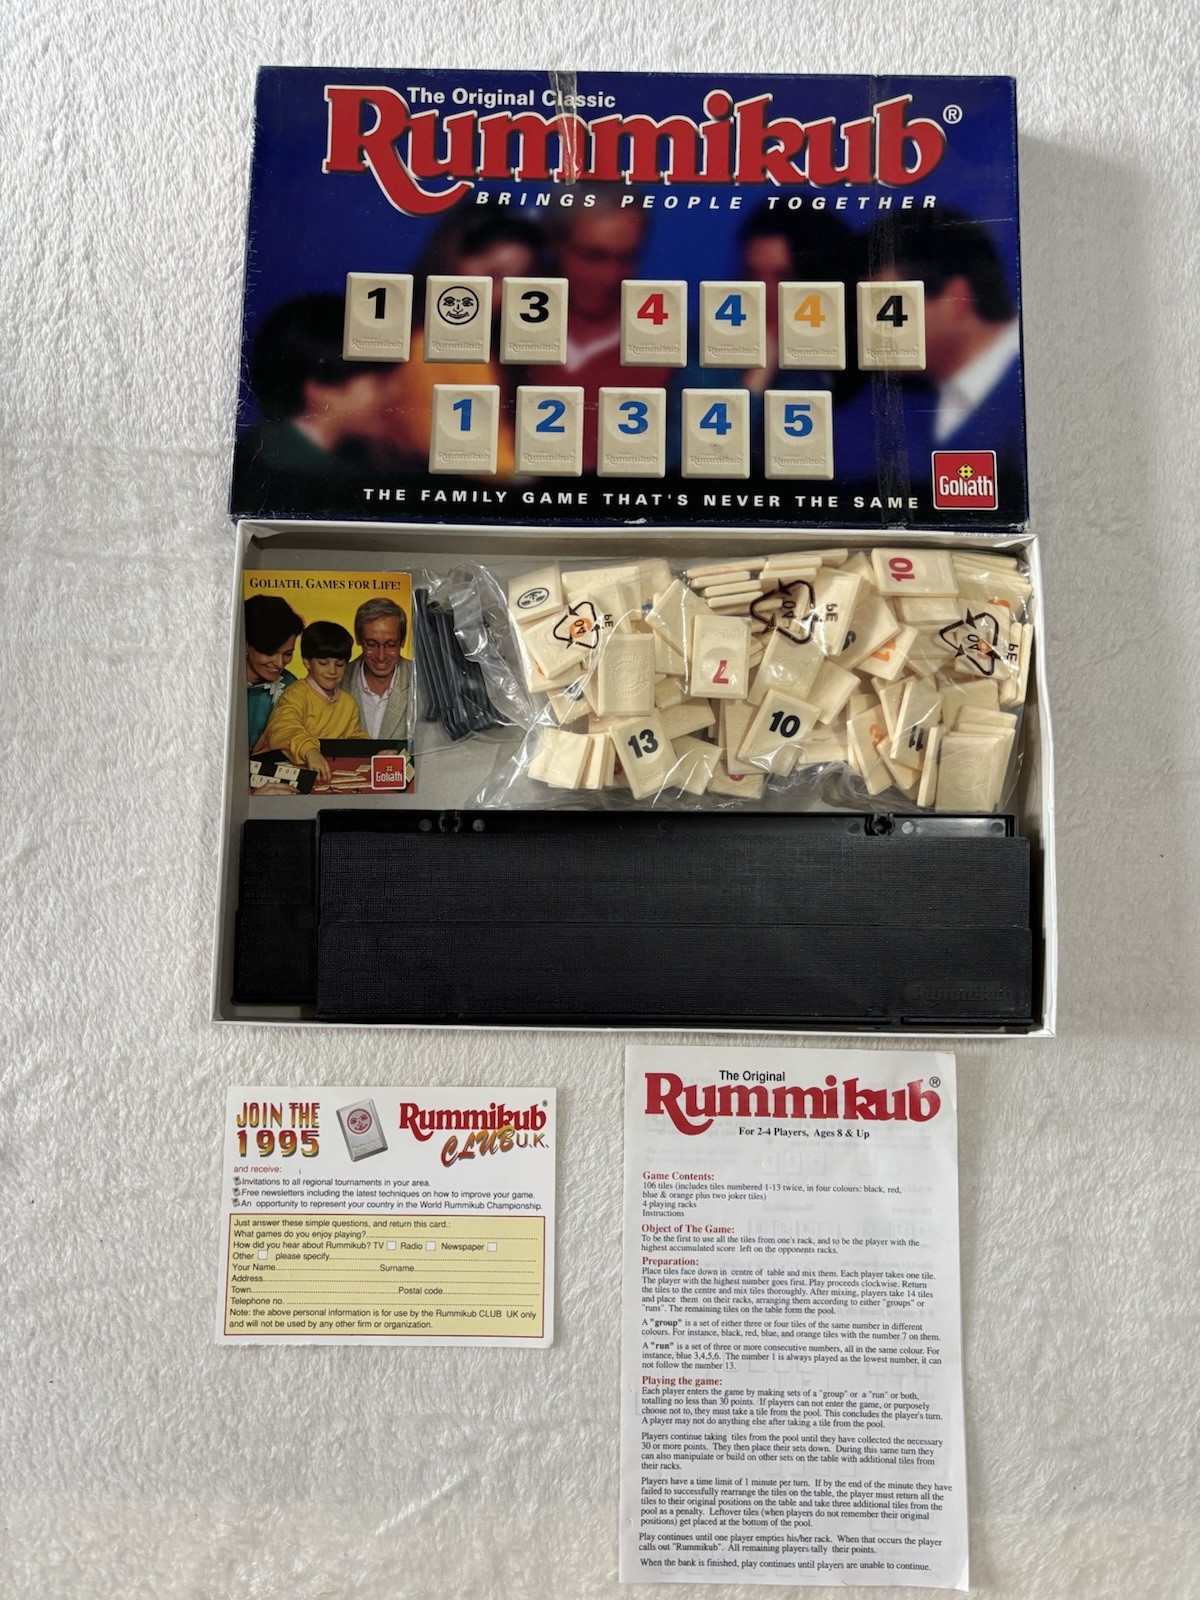 The Original Classic
Rummikub®
BRINGS PEOPLE TOGETHER
1 3 4 4 4 4
1 2 3 4 5
THE FAMILY GAME THAT'S NEVER THE SAME
Goliath
GOLIATH, GAMES FOR LIFE!
Goliath
10
7
13
10
11
PE
PE
PE
Rummikub
JOIN THE
1995
Rummikub®
CLUB U.K.
and receive:
Invitations to all regional tournaments in your area.
Free newsletters including the latest techniques on how to improve your game.
An opportunity to represent your country in the World Rummikub Championship.
Just answer these simple questions, and return this card.:
What games do you enjoy playing?
How did you hear about Rummikub? TV Radio Newspaper
Other please specify
Your Name Surname
Address
Town Postal code
Telephone no.
Note: the above personal information is for use by the Rummikub CLUB UK only
and will not be used by any other firm or organization.
The Original
Rummikub®
For 2-4 Players, Ages 8 & Up
Game Contents:
106 tiles (includes tiles numbered 1-13 twice, in four colours: black, red,
blue & orange plus two joker tiles)
4 playing racks
Instructions
Object of The Game:
To be the first to use all the tiles from one's rack, and to be the player with the
highest accumulated score left on the opponents racks.
Preparation:
Place tiles face down in centre of table and mix them. Each player takes one tile.
The player with the highest number goes first. Play proceeds clockwise. Return
the tiles to the centre and mix tiles thoroughly. After mixing, players take 14 tiles
and place them on their racks, arranging them according to either "groups" or
"runs". The remaining tiles on the table form the pool.
A "group" is a set of either three or four tiles of the same number in different
colours. For instance, black, red, blue, and orange tiles with the number 7 on them.
A "run" is a set of three or more consecutive numbers, all in the same colour. For
instance, blue 3,4,5,6. The number 1 is always played as the lowest number, it can
not follow the number 13.
Playing the game:
Each player enters the game by making sets of a "group" or a "run" or both,
totalling no less than 30 points. If players can not enter the game, or purposely
choose not to, they must take a tile from the pool. This concludes the player's turn.
A player may not do anything else after taking a tile from the pool.
Players continue taking tiles from the pool until they have collected the necessary
30 or more points. They then place their sets down. During this same turn they
can also manipulate or build on other sets on the table with additional tiles from
their racks.
Players have a time limit of 1 minute per turn. If by the end of the minute they have
failed to successfully rearrange the tiles on the table, the player must return all the
tiles to their original positions on the table and take three additional tiles from the
pool as a penalty. Leftover tiles (when players do not remember their original
positions) get placed at the bottom of the pool.
Play continues until one player empties his/her rack. When that occurs the player
calls out "Rummikub". All remaining players tally their points.
When the bank is finished, play continues until players are unable to continue.